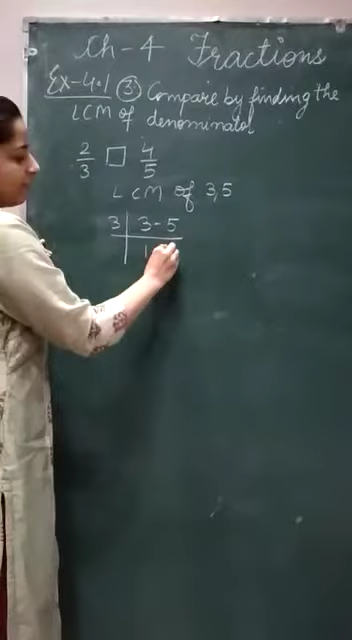 Ch-4 Fractions
Ex-4.1 ③ Compare by finding the
LCM of denominator
2/3 □ 4/5
LCM of 3,5
3 | 3-5
1